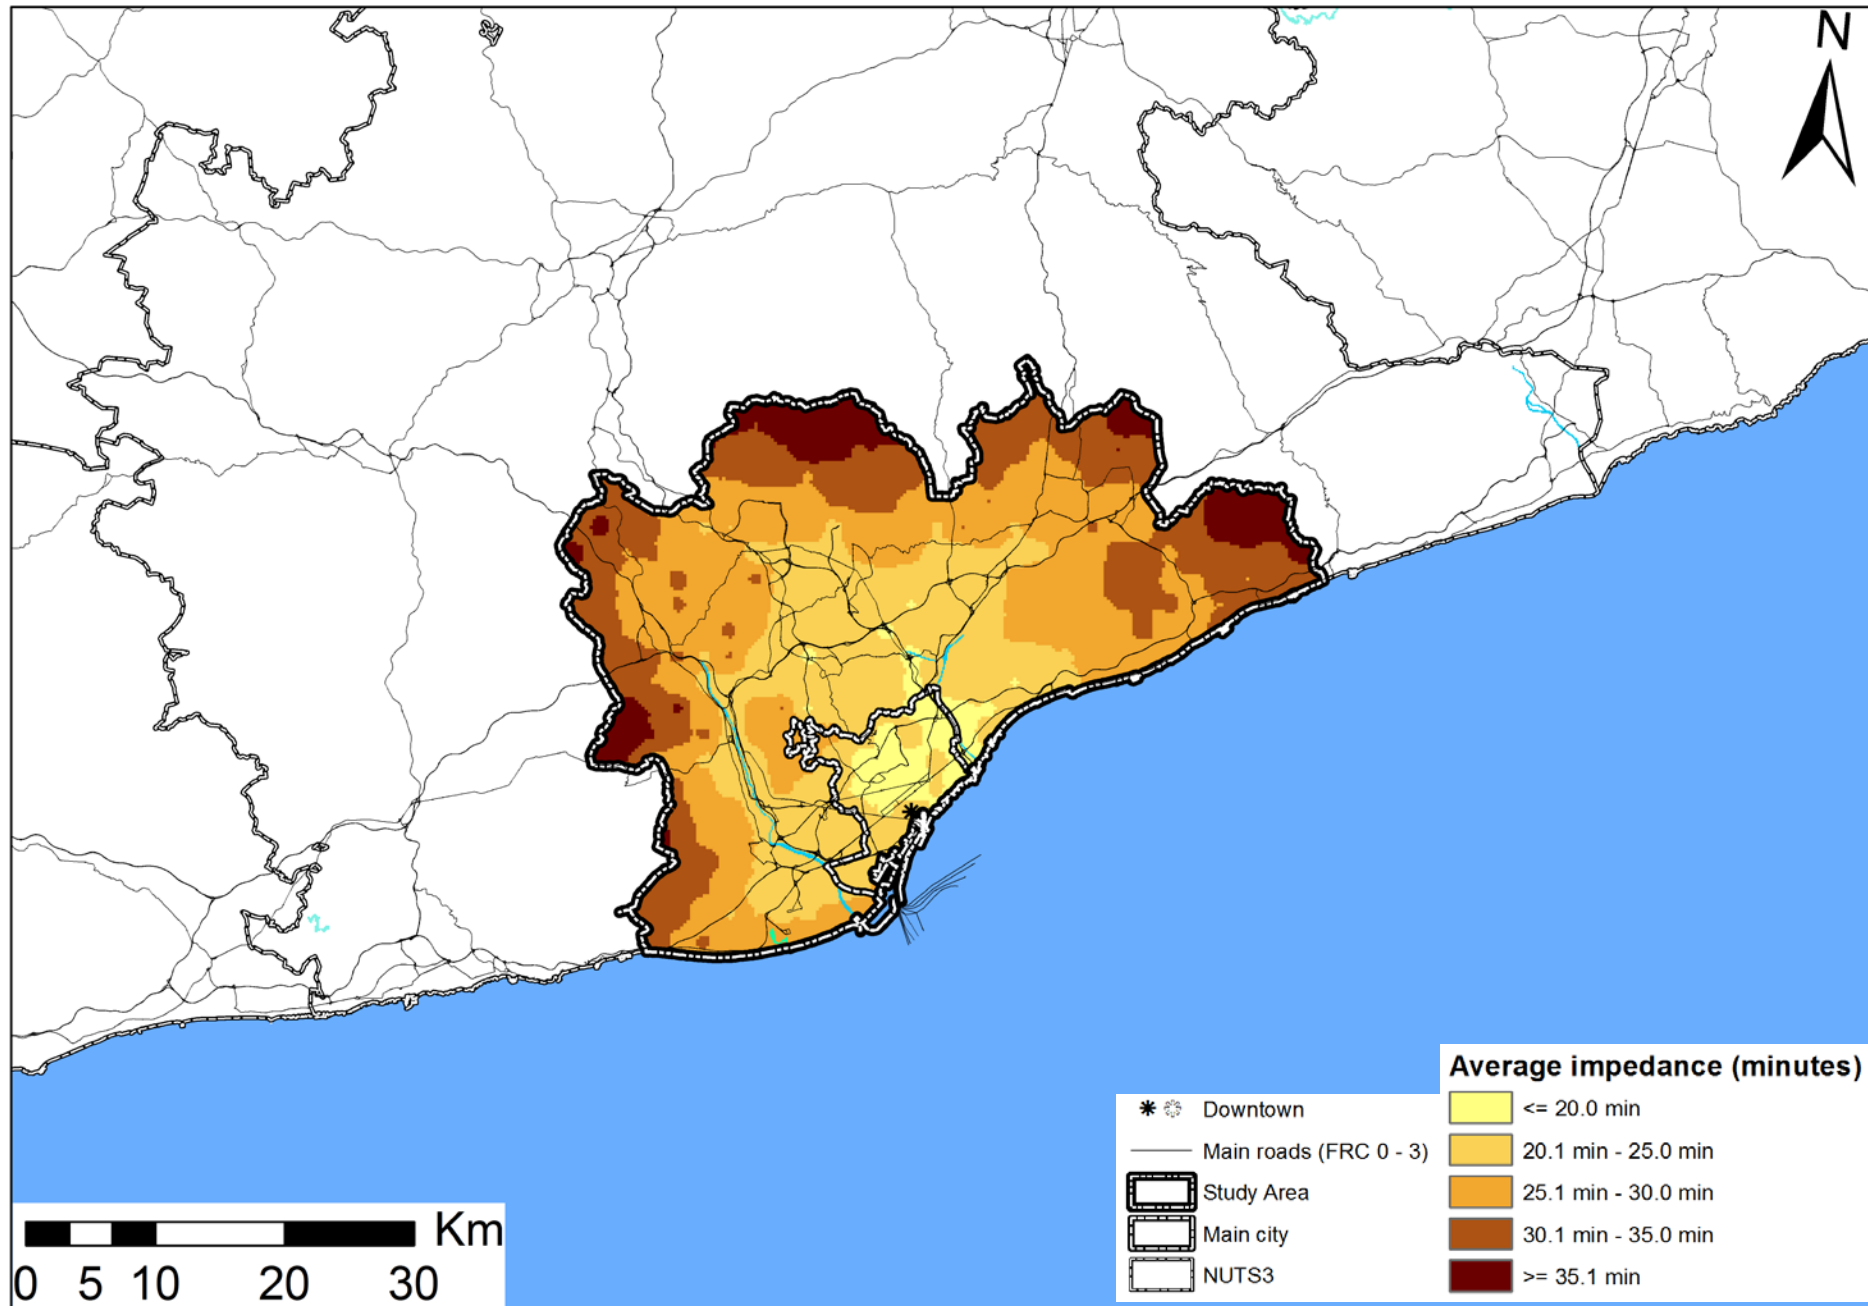 N
Average impedance (minutes)
<= 20.0 min
20.1 min - 25.0 min
25.1 min - 30.0 min
30.1 min - 35.0 min
>= 35.1 min
Downtown
Main roads (FRC 0 - 3)
Study Area
Main city
NUTS3
Km
0 5 10 20 30